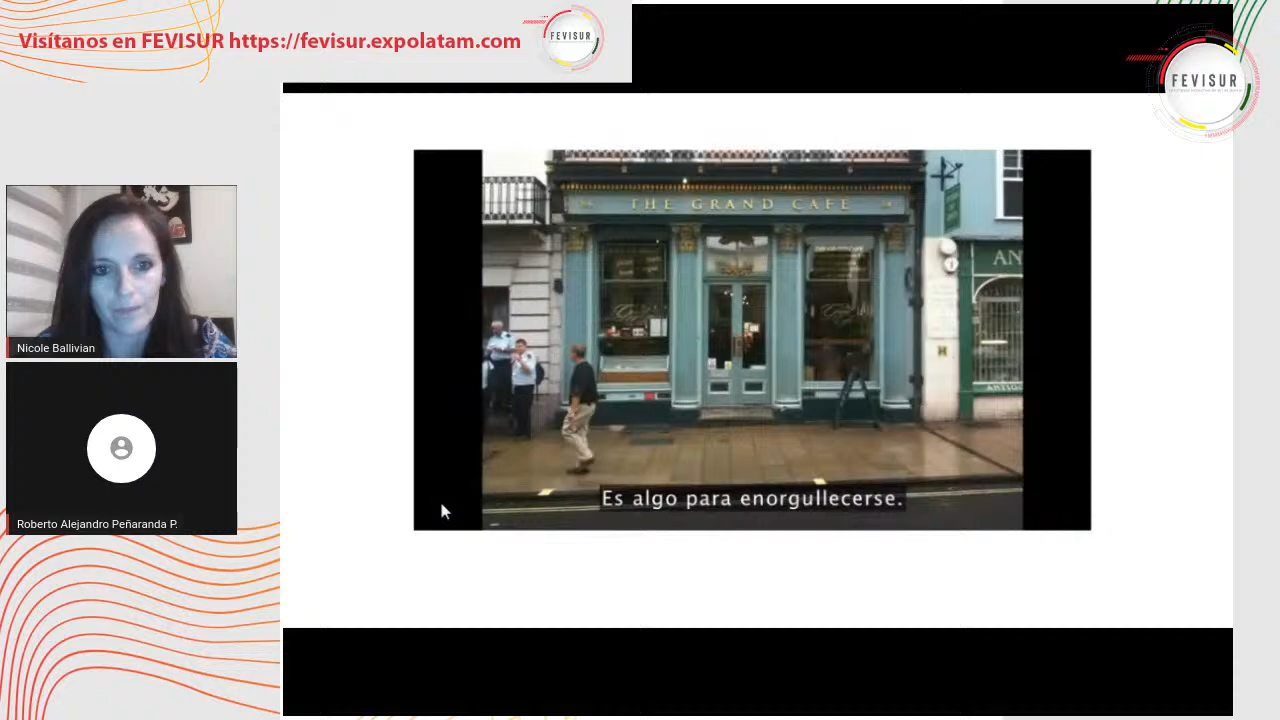 Visítanos en FEVISUR https://fevisur.expolatam.com
FEVISUR
FEVISUR
THE GRAND CAFÉ
AN
Es algo para enorgullecerse.
Nicole Ballivian
Roberto Alejandro Peñaranda P.